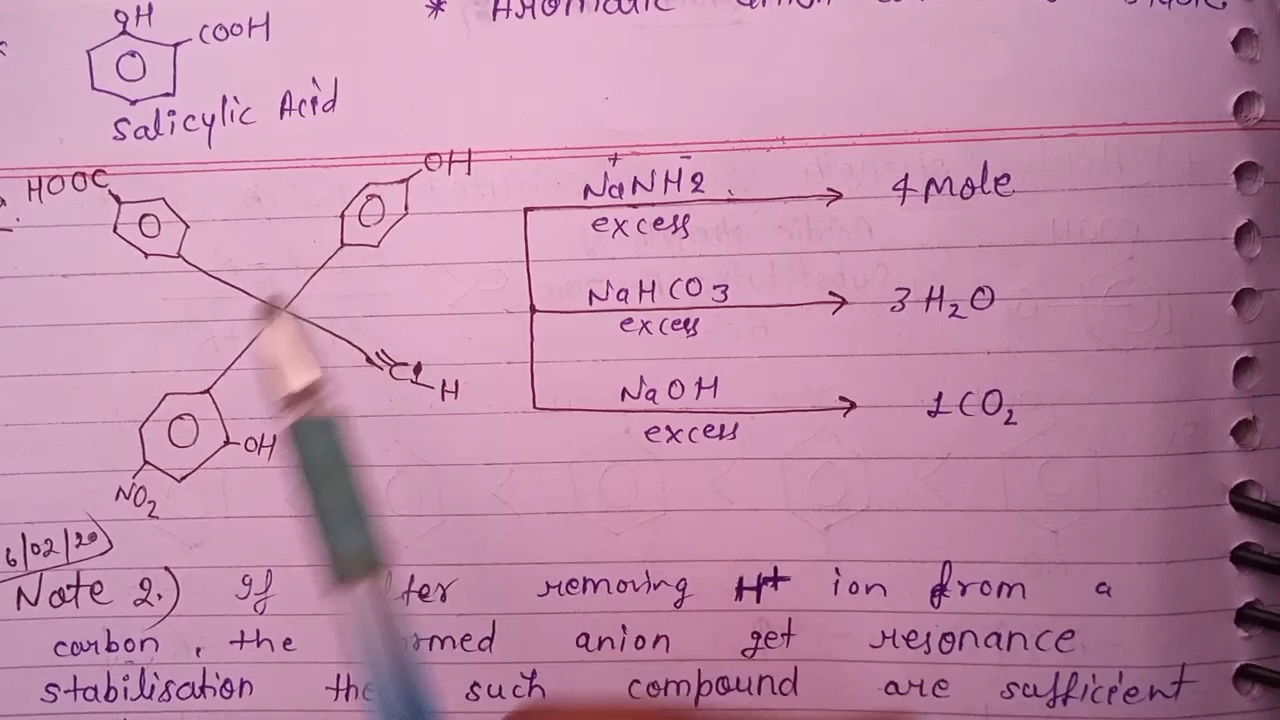 OH
COOH
Salicylic Acid
* Aromatic
HOOC
OH
OH
NO2
H
Na+NH2-
excess
4 mole
NaHCO3
excess
3 H2O
NaOH
excess
1 CO2
6/02/20
Note 2.) If removing H+ ion from a
carbon, the anion get resonance
stabilisation such compound are sufficient